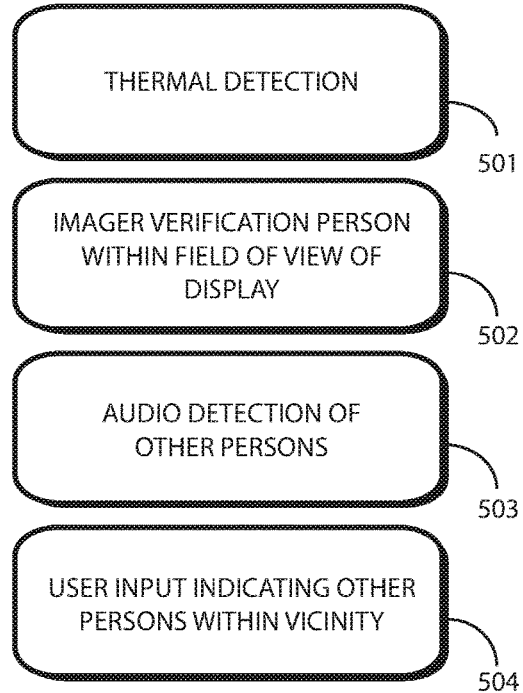 THERMAL DETECTION
501
IMAGER VERIFICATION PERSON
WITHIN FIELD OF VIEW OF
DISPLAY
502
AUDIO DETECTION OF
OTHER PERSONS
503
USER INPUT INDICATING OTHER
PERSONS WITHIN VICINITY
504